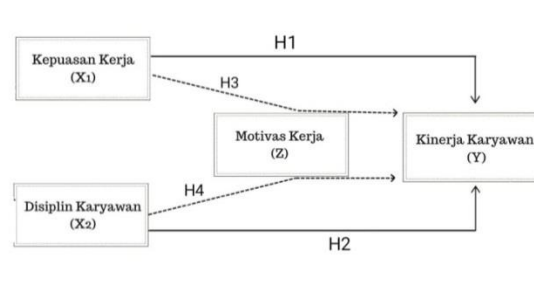 H1
Kepuasan Kerja
(X1)
H3
Motivas Kerja
(Z)
Kinerja Karyawan
(Y)
H4
Disiplin Karyawan
(X2)
H2